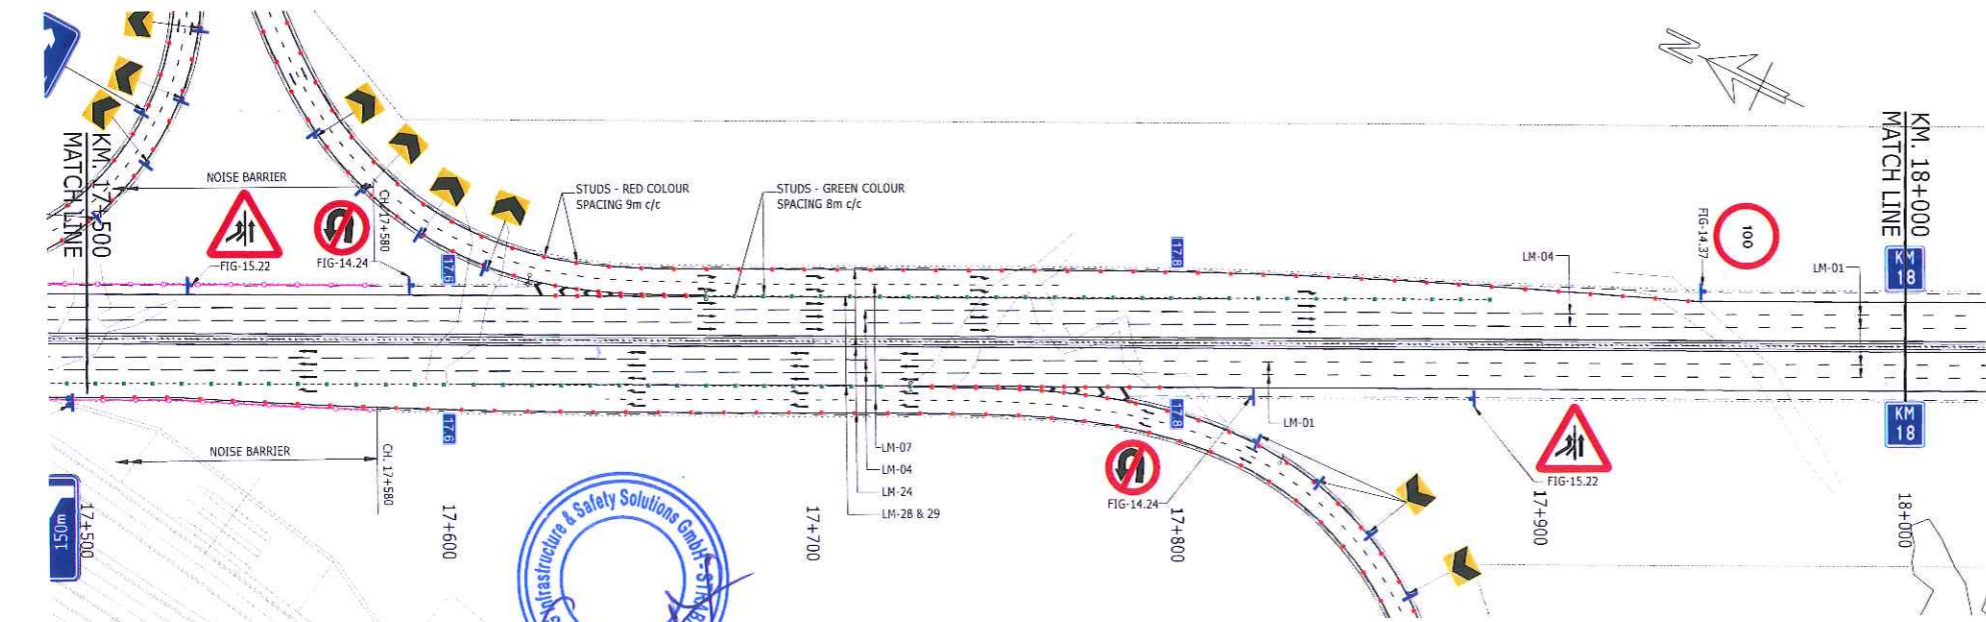 KM. 17+500
MATCH LINE
NOISE BARRIER
FIG-15.22
FIG-14.24
CH. 17+580
17.6
STUDS - RED COLOUR
SPACING 9m c/c
STUDS - GREEN COLOUR
SPACING 8m c/c
17.8
N
LM-04
FIG-14.37
100
LM-01
KM. 18+000
MATCH LINE
KM
18
NOISE BARRIER
CH. 17+580
17.6
LM-07
LM-04
LM-24
LM-28 & 29
17.8
LM-01
FIG-14.24
FIG-15.22
KM
18
150m
17+500
17+600
17+700
17+800
17+900
18+000
Infrastructure & Safety Solutions GmbH - STRAB